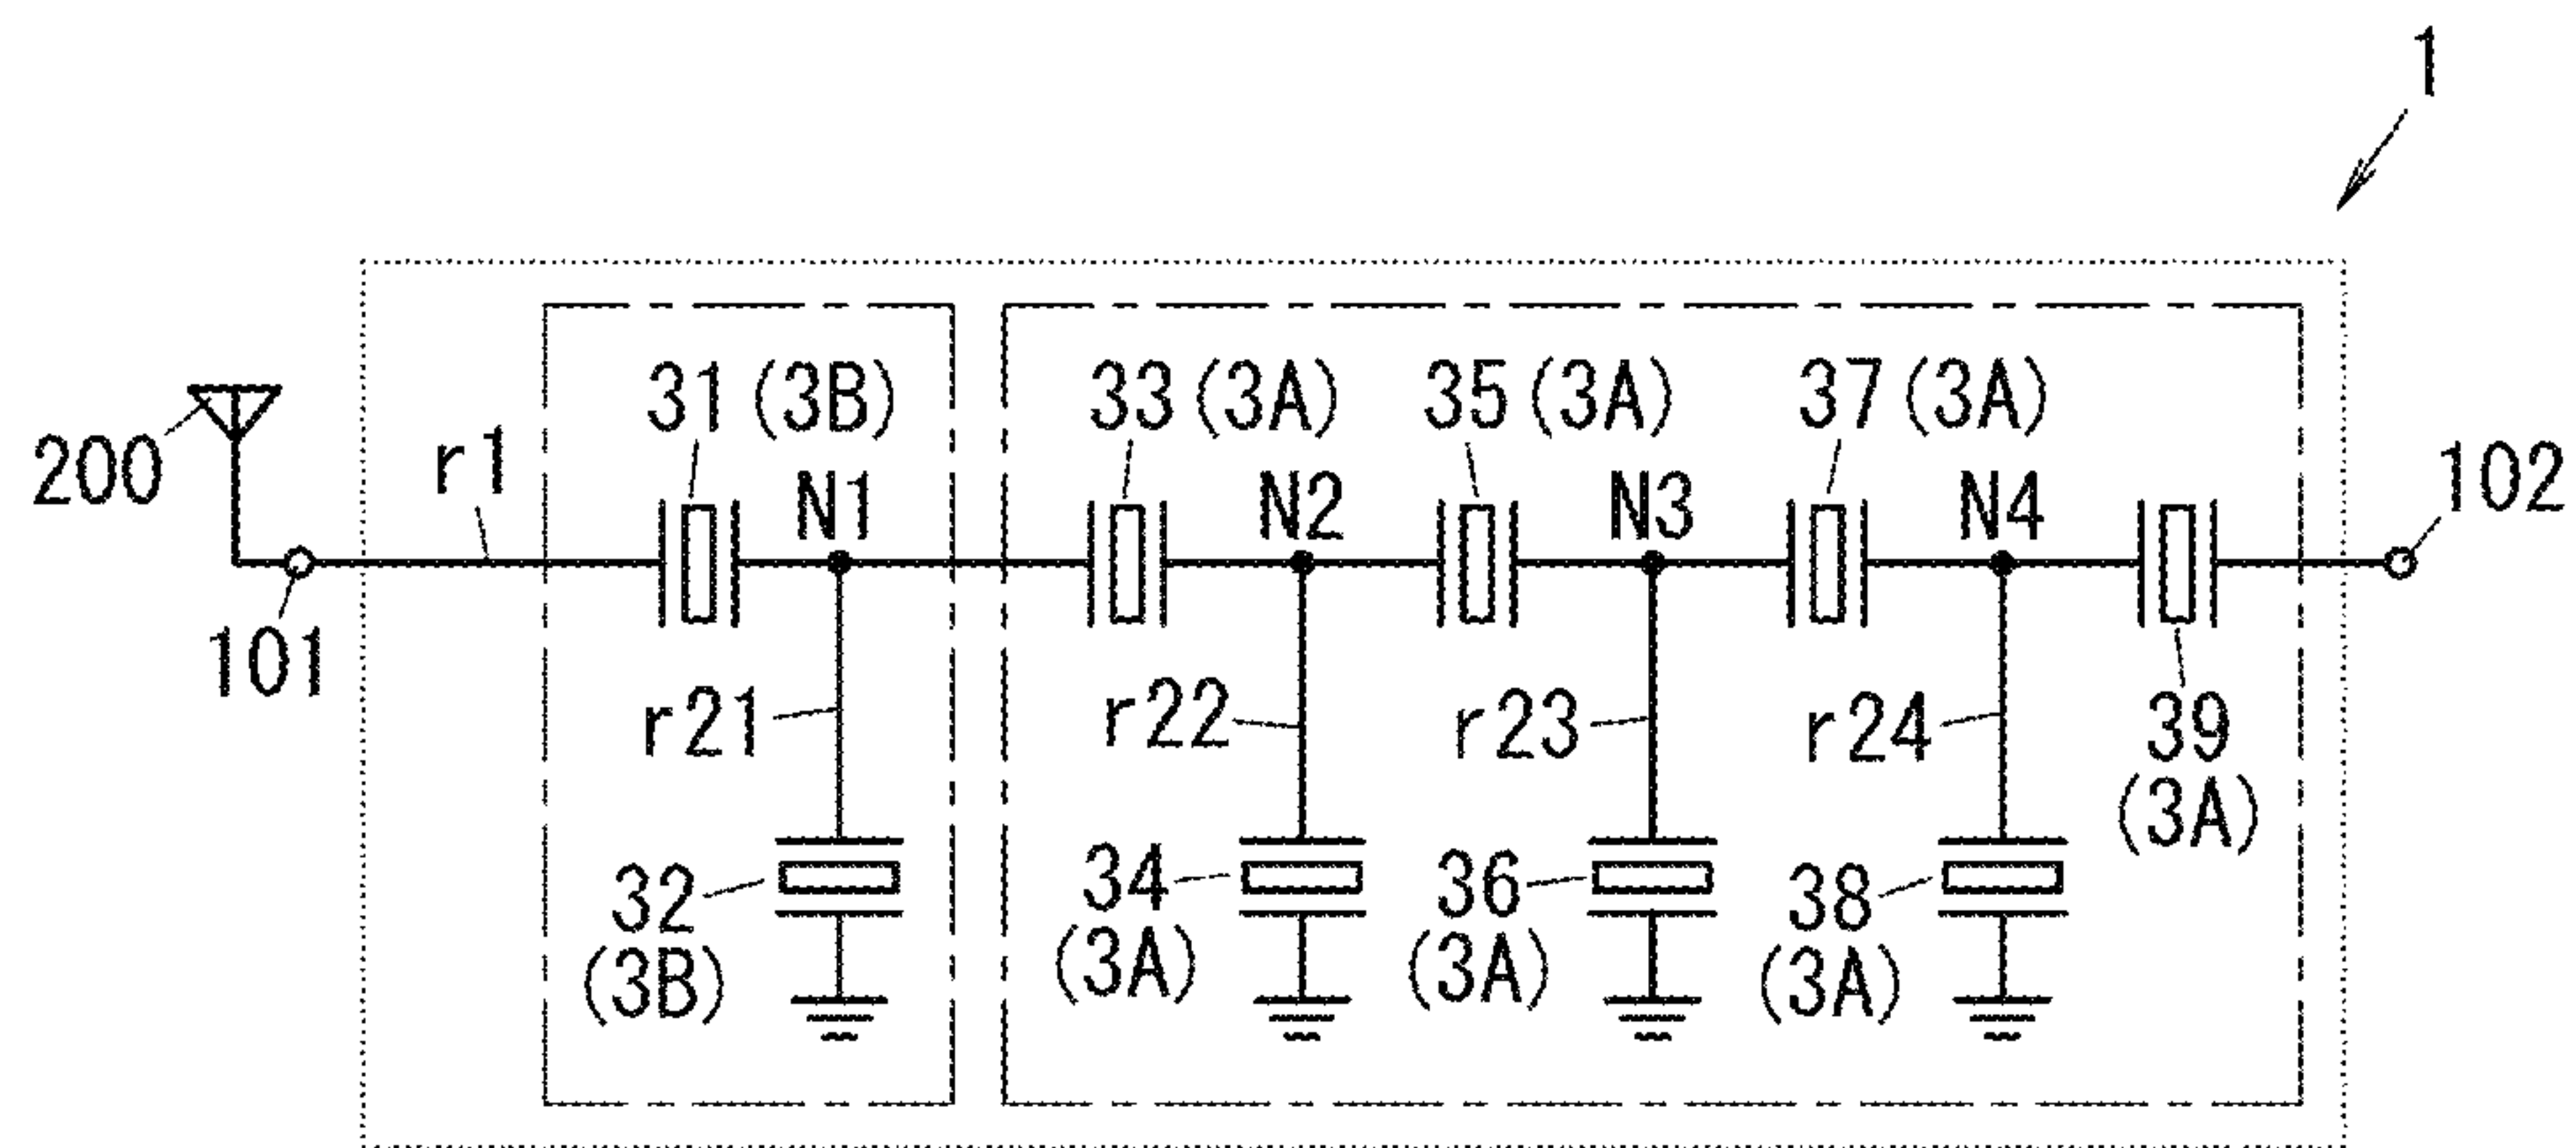 1
31(3B)
33(3A)
35(3A)
37(3A)
200
r1
N1
N2
N3
N4
102
101
r21
r22
r23
r24
39
(3A)
32
(3B)
34
(3A)
36
(3A)
38
(3A)